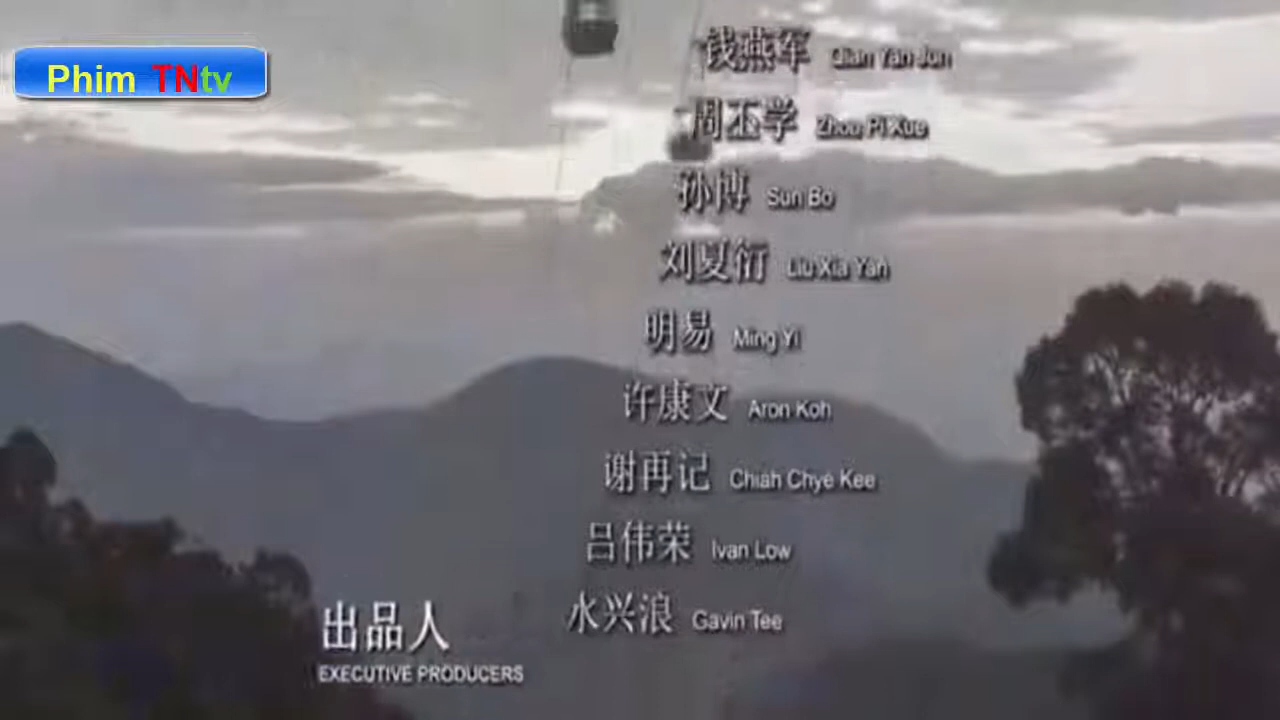 Phim TNtv
钱燕军 Qian Yan Jun
周丕学 Zhou Pi Xue
孙博 Sun Bo
刘夏衍 Liu Xia Yan
明易 Ming Yi
许康文 Aron Koh
谢再记 Chiah Chye Kee
吕伟荣 Ivan Low
水兴浪 Gavin Tee
出品人
EXECUTIVE PRODUCERS